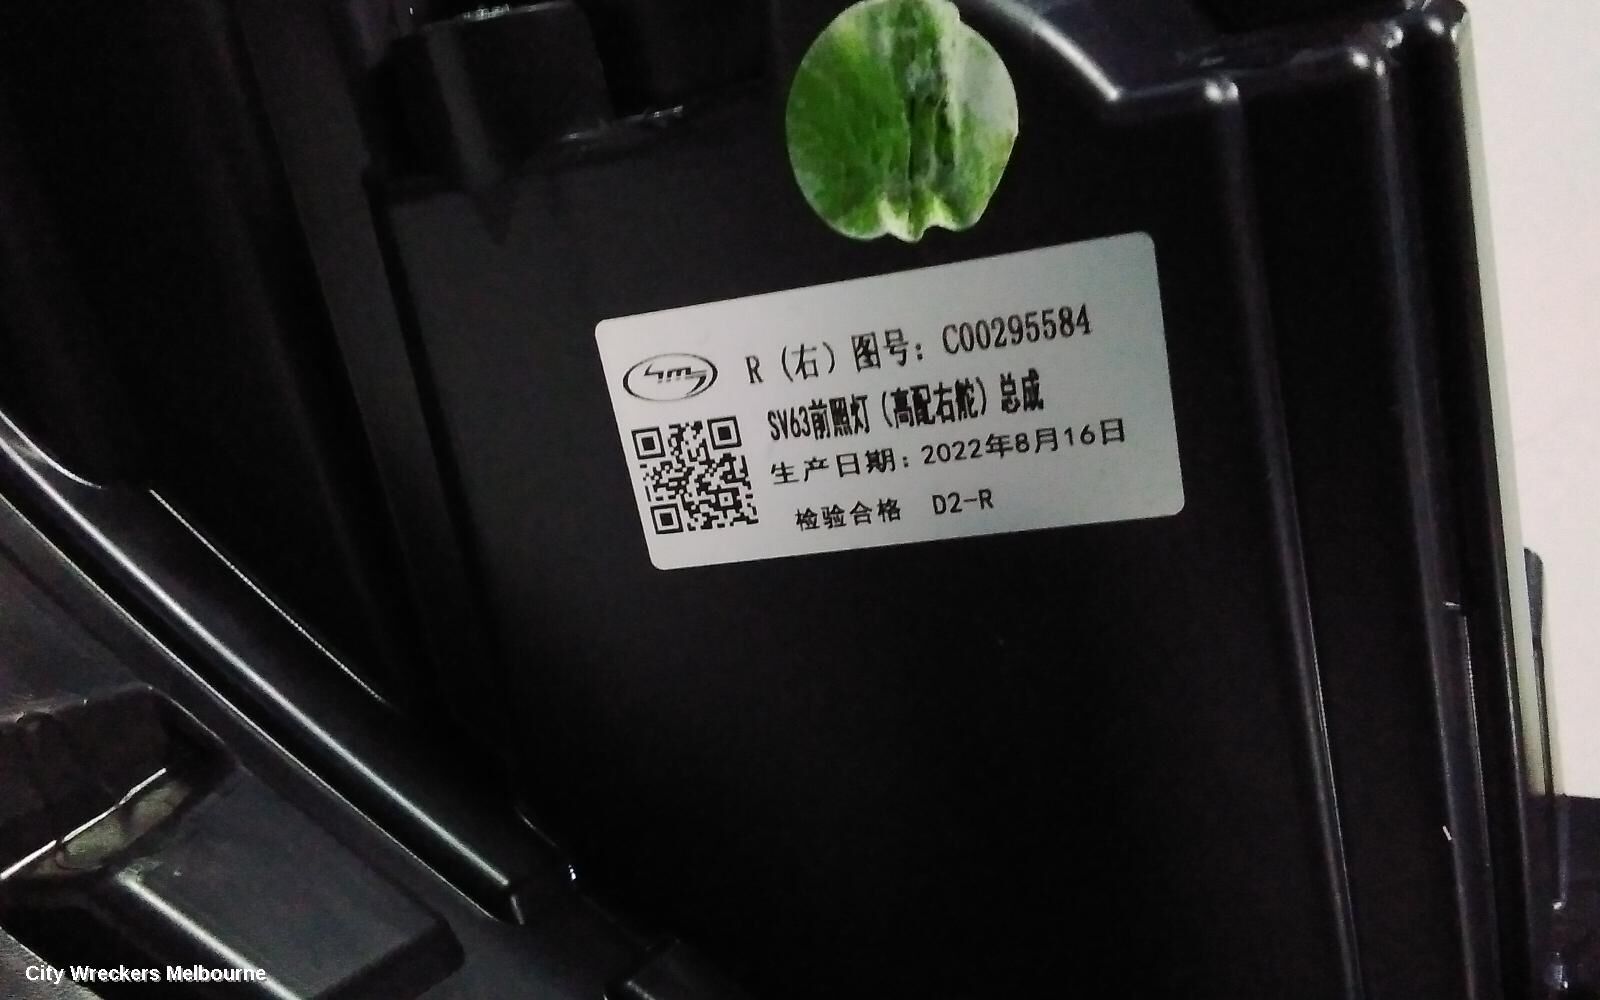 R（右）图号：C00295584
SV63前照灯（高配右舵）总成
生产日期：2022年8月16日
检验合格 D2-R
City Wreckers Melbourne